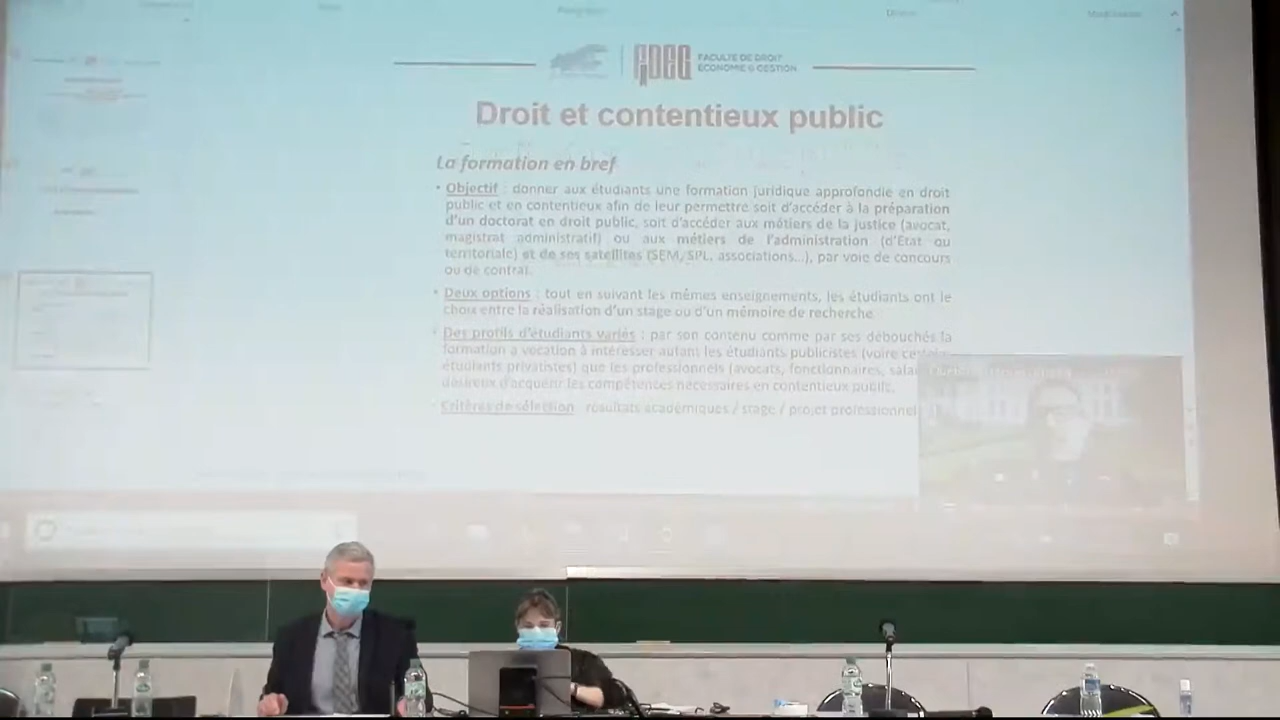 FDEG
FACULTÉ DE DROIT
ÉCONOMIE & GESTION
Droit et contentieux public
La formation en bref
• Objectif : donner aux étudiants une formation juridique approfondie en droit
public et en contentieux afin de leur permettre soit d'accéder à la préparation
d'un doctorat en droit public, soit d'accéder aux métiers de la justice (avocat,
magistrat administratif) ou aux métiers de l'administration (d'Etat ou
territoriale) et de ses satellites (SEM, SPL, associations...), par voie de concours
ou de contrat.
• Deux options : tout en suivant les mêmes enseignements, les étudiants ont le
choix entre la réalisation d'un stage ou d'un mémoire de recherche
• Des profils d'étudiants variés : par son contenu comme par ses débouchés la
formation a vocation à intéresser autant les étudiants publicistes (voire
étudiants privatistes) que les professionnels (avocats, fonctionnaires,
désireux d'acquérir les compétences nécessaires en contentieux public.
• Critères de sélection : résultats académiques / stage / projet professionnel